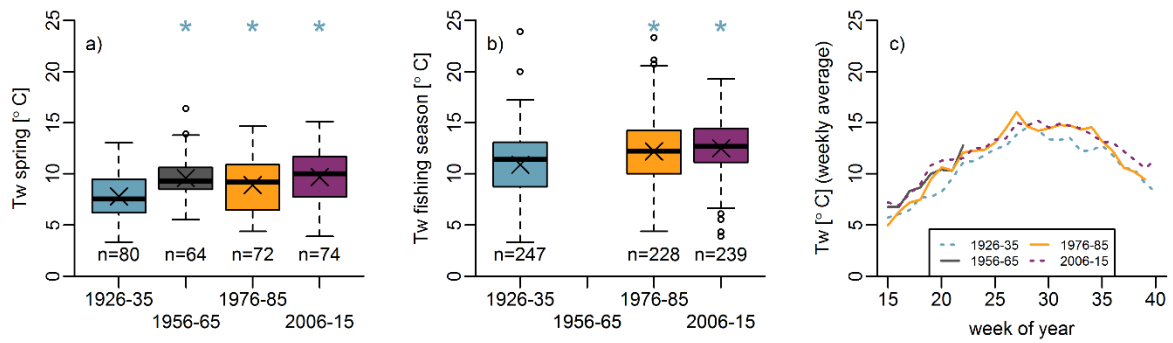 a)
Tw spring [° C]
25
20
15
10
5
0
* * *
n=80 n=64 n=72 n=74
1926-35 1976-85
1956-65 2006-15
b)
Tw fishing season [° C]
25
20
15
10
5
0
* *
n=247 n=228 n=239
1926-35 1976-85
1956-65 2006-15
c)
Tw [° C] (weekly average)
25
20
15
10
5
0
1926-35 1976-85
1956-65 2006-15
15 20 25 30 35 40
week of year